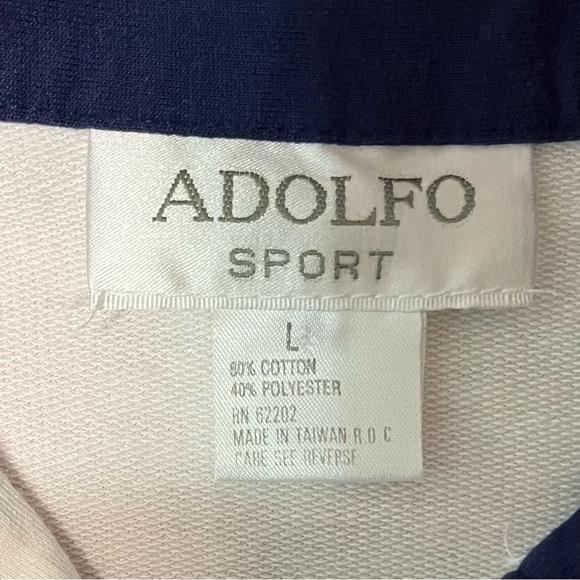 ADOLFO
SPORT
L
60% COTTON
40% POLYESTER
RN 62202
MADE IN TAIWAN R O C
CARE SEE REVERSE